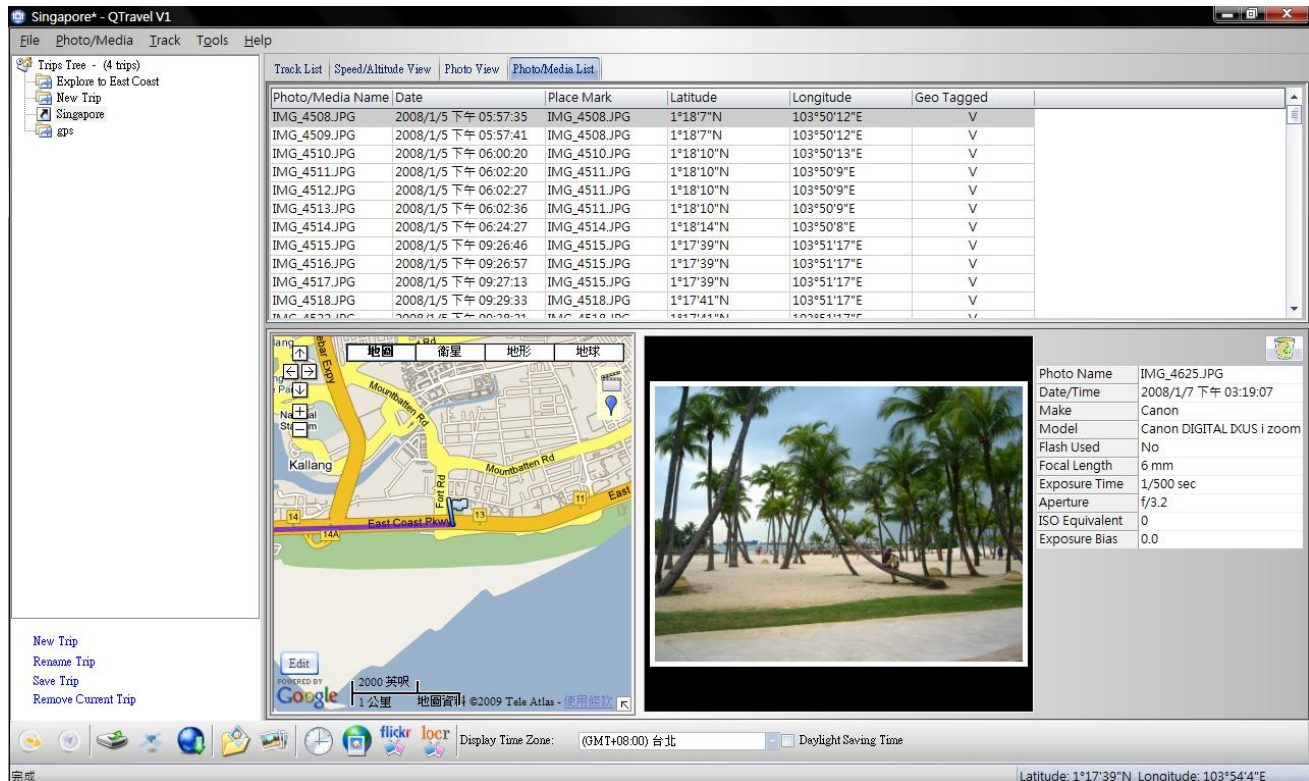 Singapore* - QTravel V1
File Photo/Media Track Tools Help
Trips Tree - (4 trips)
Explore to East Coast
New Trip
Singapore
gps
Track List Speed/Altitude View Photo View Photo/Media List
Photo/Media Name Date Place Mark Latitude Longitude Geo Tagged
IMG_4508.JPG 2008/1/5 下午 05:57:35 IMG_4508.JPG 1°18'7"N 103°50'12"E V
IMG_4509.JPG 2008/1/5 下午 05:57:41 IMG_4508.JPG 1°18'7"N 103°50'12"E V
IMG_4510.JPG 2008/1/5 下午 06:00:20 IMG_4510.JPG 1°18'10"N 103°50'13"E V
IMG_4511.JPG 2008/1/5 下午 06:02:20 IMG_4511.JPG 1°18'10"N 103°50'9"E V
IMG_4512.JPG 2008/1/5 下午 06:02:27 IMG_4511.JPG 1°18'10"N 103°50'9"E V
IMG_4513.JPG 2008/1/5 下午 06:02:36 IMG_4511.JPG 1°18'10"N 103°50'9"E V
IMG_4514.JPG 2008/1/5 下午 06:24:27 IMG_4514.JPG 1°18'14"N 103°50'8"E V
IMG_4515.JPG 2008/1/5 下午 09:26:46 IMG_4515.JPG 1°17'39"N 103°51'17"E V
IMG_4516.JPG 2008/1/5 下午 09:26:57 IMG_4515.JPG 1°17'39"N 103°51'17"E V
IMG_4517.JPG 2008/1/5 下午 09:27:13 IMG_4515.JPG 1°17'39"N 103°51'17"E V
IMG_4518.JPG 2008/1/5 下午 09:29:33 IMG_4518.JPG 1°17'41"N 103°51'17"E V
地圖 衛星 地形 地球
Mountbatten Rd
Kallang
Mountbatten Rd
Fort Rd
11 East
14 East Coast Pkwy 13
14A
Edit
POWERED BY
Google
2000 英呎
1 公里
地圖資料 ©2009 Tele Atlas - 使用條款
Photo Name IMG_4625.JPG
Date/Time 2008/1/7 下午 03:19:07
Make Canon
Model Canon DIGITAL IXUS i zoom
Flash Used No
Focal Length 6 mm
Exposure Time 1/500 sec
Aperture f/3.2
ISO Equivalent 0
Exposure Bias 0.0
New Trip
Rename Trip
Save Trip
Remove Current Trip
flickr locr Display Time Zone: (GMT+08:00) 台北 Daylight Saving Time
完成 Latitude: 1°17'39"N Longitude: 103°54'4"E